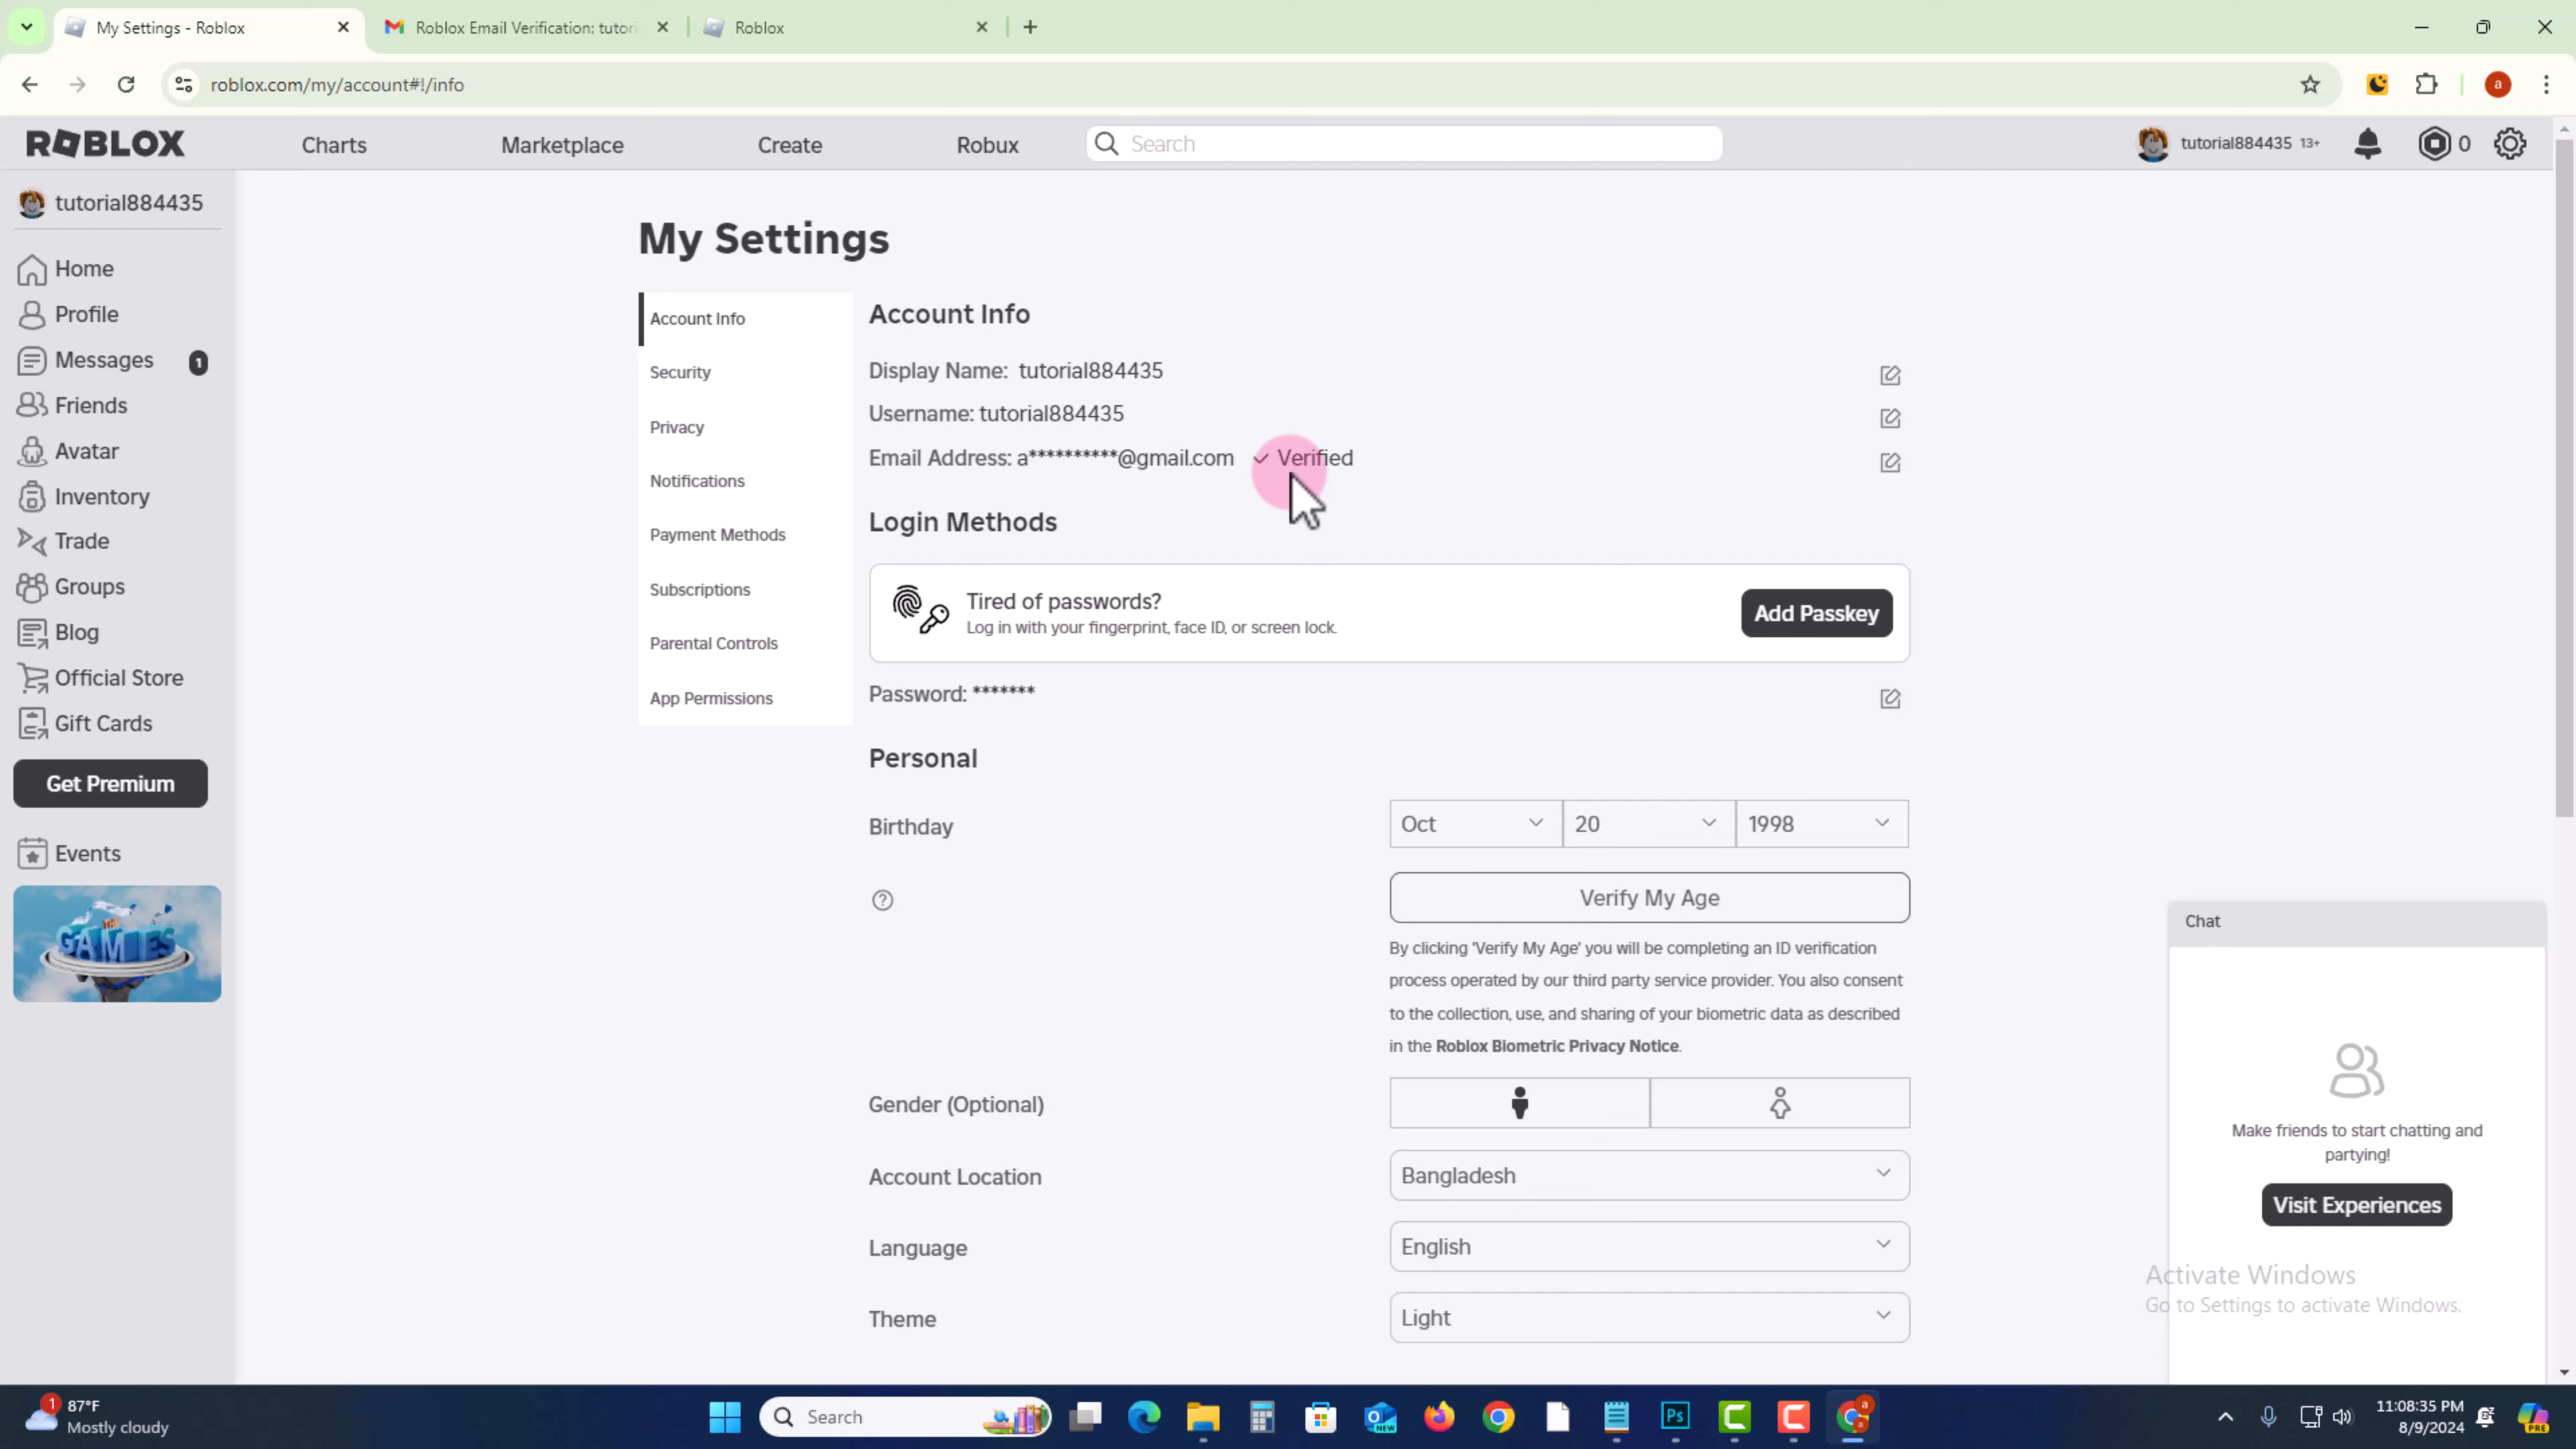 My Settings - Roblox
Roblox Email Verification: tutori
Roblox
roblox.com/my/account#!/info
a
ROBLOX
Charts
Marketplace
Create
Robux
Search
tutorial884435 13+
0
tutorial884435
Home
Profile
Messages 1
Friends
Avatar
Inventory
Trade
Groups
Blog
Official Store
Gift Cards
Get Premium
Events
THE GAMES
My Settings
Account Info
Security
Privacy
Notifications
Payment Methods
Subscriptions
Parental Controls
App Permissions
Account Info
Display Name: tutorial884435
Username: tutorial884435
Email Address: a**********@gmail.com Verified
Login Methods
Tired of passwords?
Log in with your fingerprint, face ID, or screen lock.
Add Passkey
Password: *******
Personal
Birthday
Oct 20 1998
Verify My Age
By clicking 'Verify My Age' you will be completing an ID verification
process operated by our third party service provider. You also consent
to the collection, use, and sharing of your biometric data as described
in the Roblox Biometric Privacy Notice.
Gender (Optional)
Account Location
Bangladesh
Language
English
Theme
Light
Chat
Make friends to start chatting and
partying!
Visit Experiences
Activate Windows
Go to Settings to activate Windows.
1
87°F
Mostly cloudy
Search
NEW
Ps
a
11:08:35 PM
8/9/2024
PRE